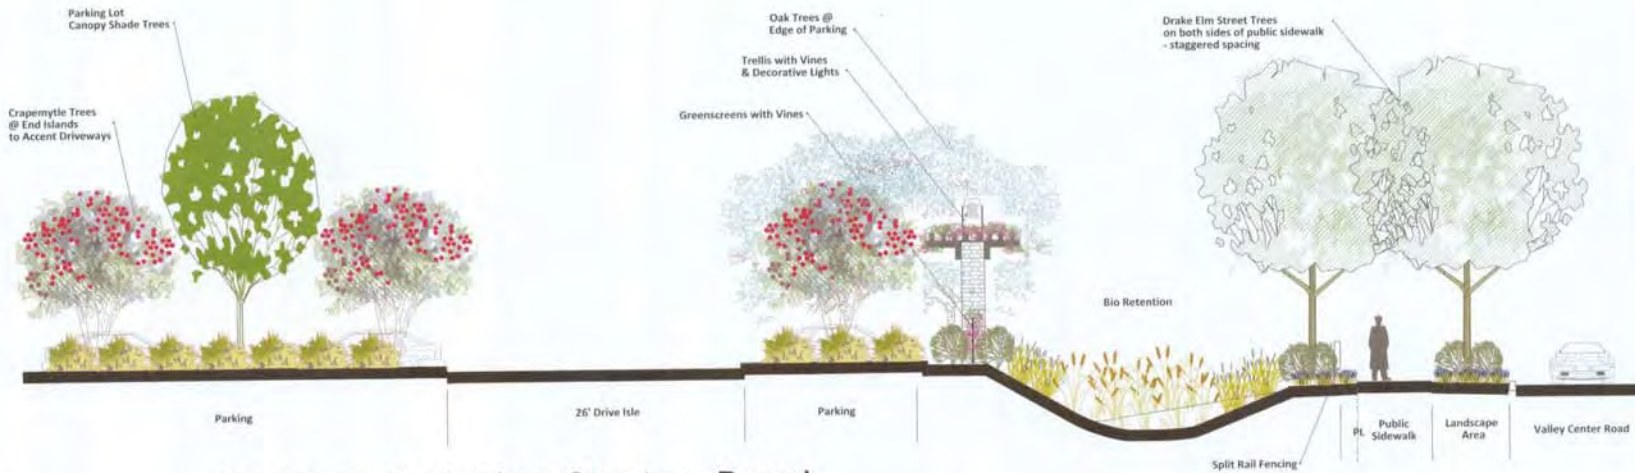 Parking Lot
Canopy Shade Trees
Crapemytle Trees
@ End Islands
to Accent Driveways
Oak Trees @
Edge of Parking
Trellis with Vines
& Decorative Lights
Greenscreens with Vines
Drake Elm Street Trees
on both sides of public sidewalk
- staggered spacing
Bio Retention
Parking
26' Drive Isle
Parking
PL
Public
Sidewalk
Landscape
Area
Valley Center Road
Split Rail Fencing